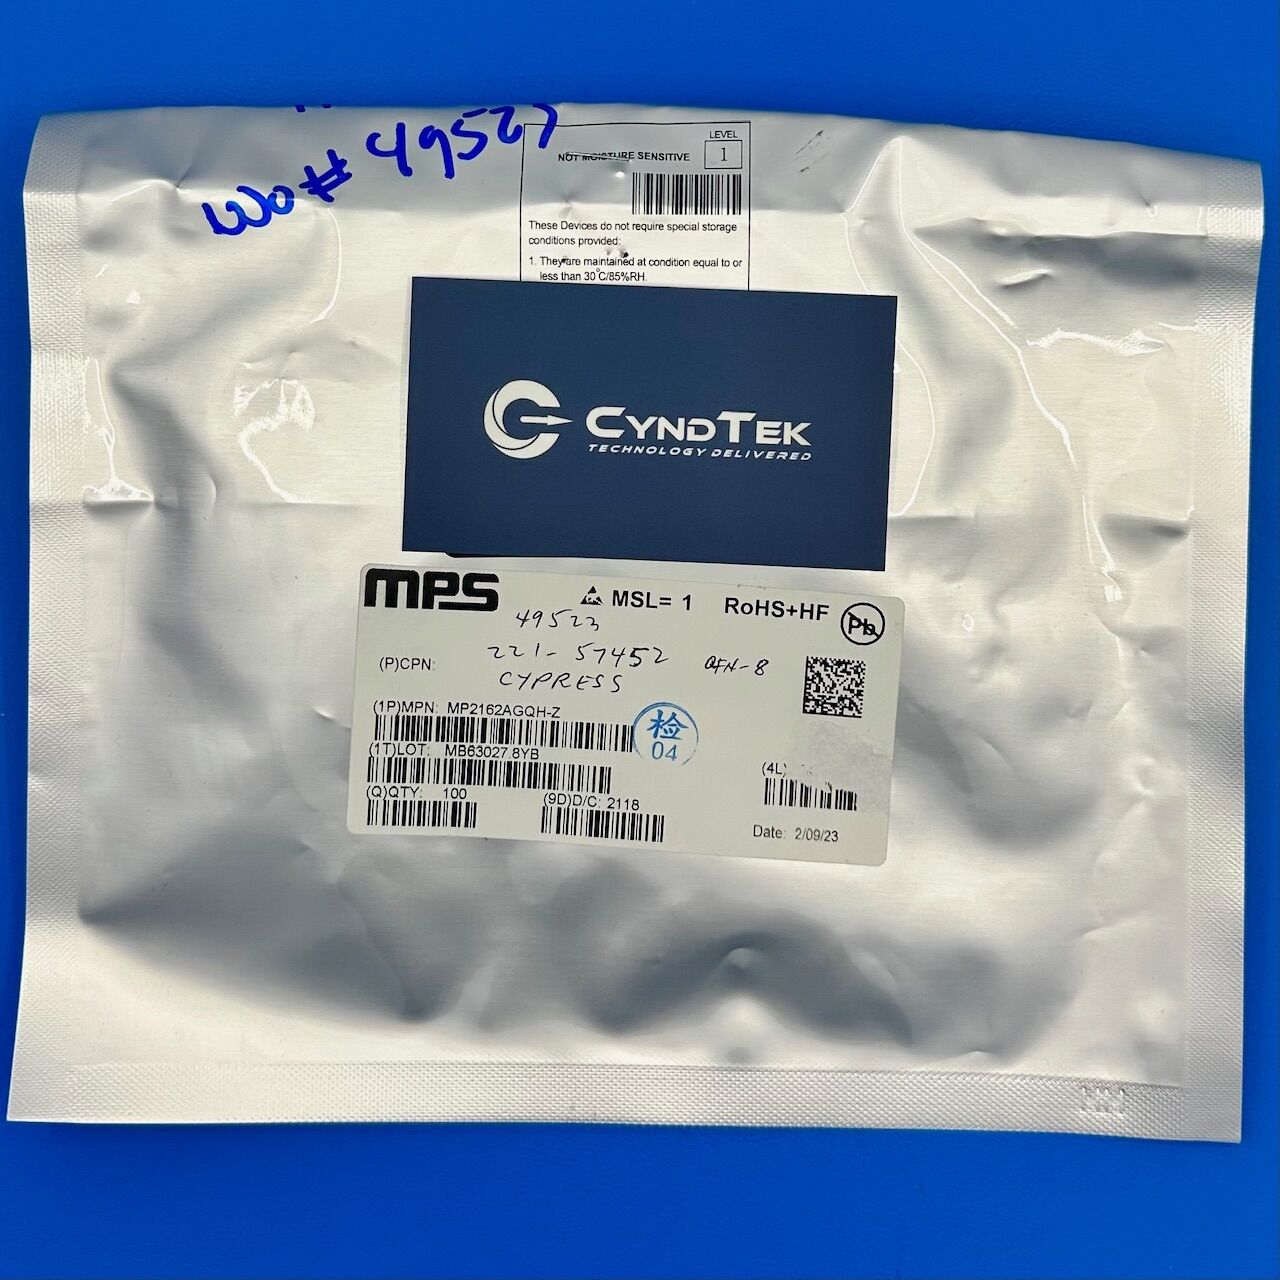 WO# 49523
LEVEL
1
NOT MOISTURE SENSITIVE
These Devices do not require special storage
conditions provided:
1. They are maintained at condition equal to or
less than 30°C/85%RH.
CYNDTEK
TECHNOLOGY DELIVERED
MPS
MSL= 1
RoHS+HF
Pb
49523
(P)CPN: 221-57452 QFN-8
CYPRESS
(1P)MPN: MP2162AGQH-Z
检
04
(1T)LOT: MB63027.8YB
(4L)
(Q)QTY: 100
(9D)D/C: 2118
Date: 2/09/23